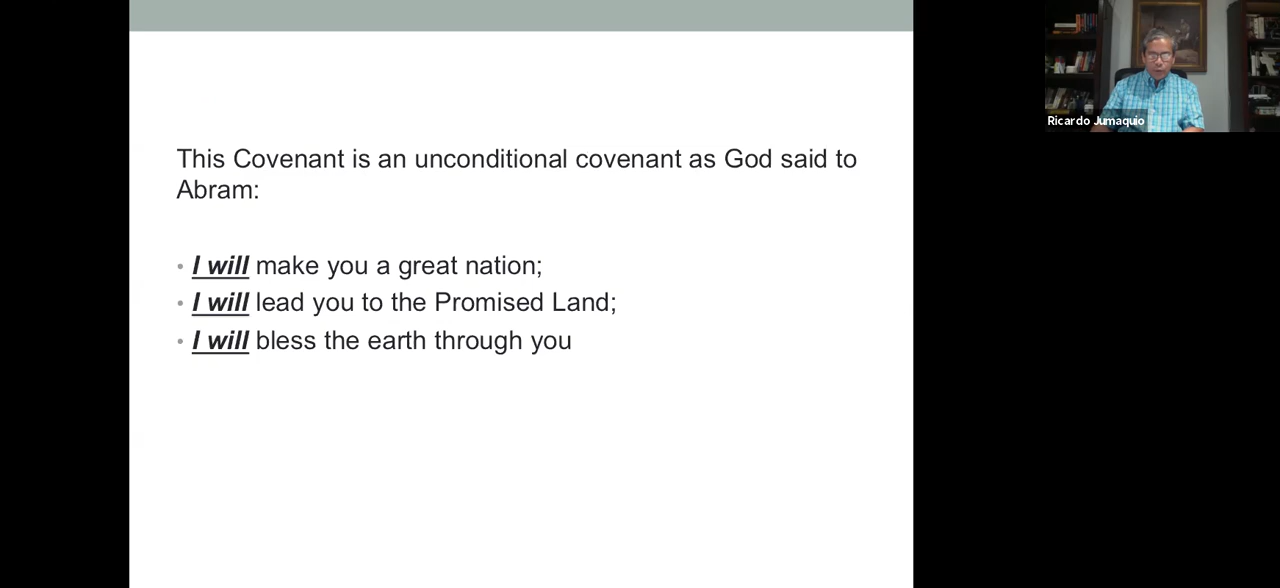 This Covenant is an unconditional covenant as God said to
Abram:
• I will make you a great nation;
• I will lead you to the Promised Land;
• I will bless the earth through you
Ricardo Jumaquio